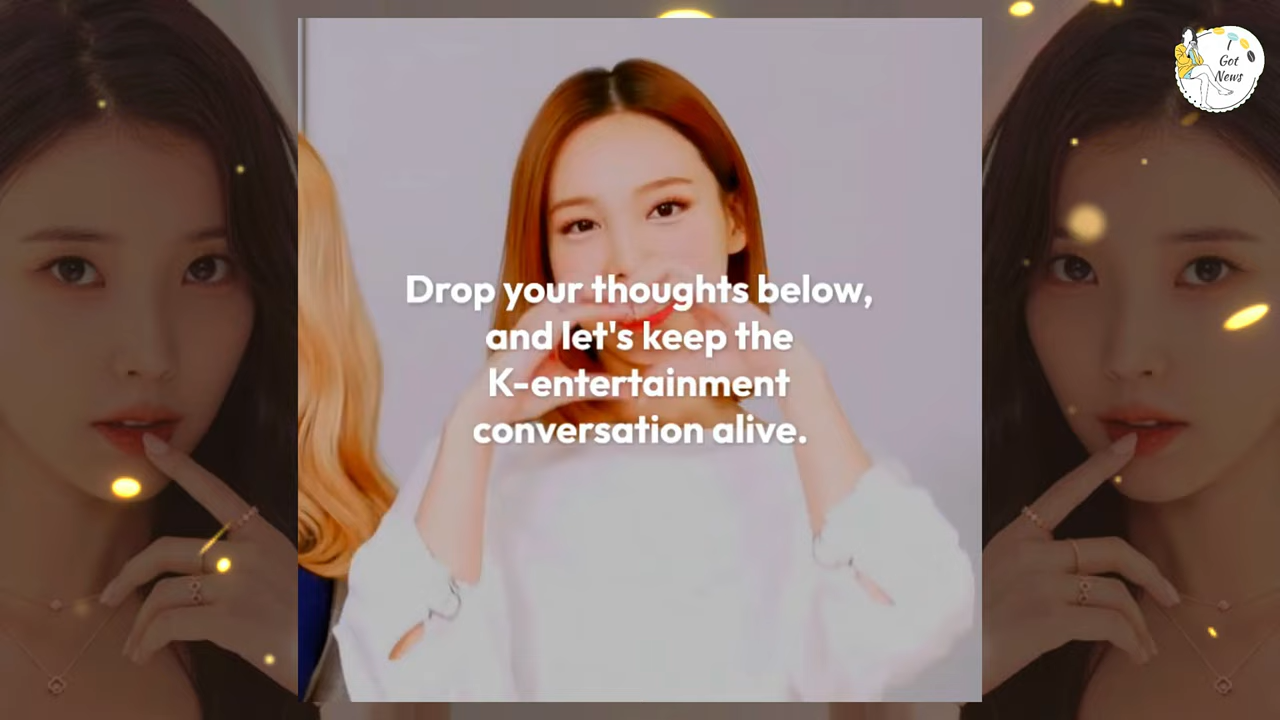 I
Got
News
Drop your thoughts below,
and let's keep the
K-entertainment
conversation alive.